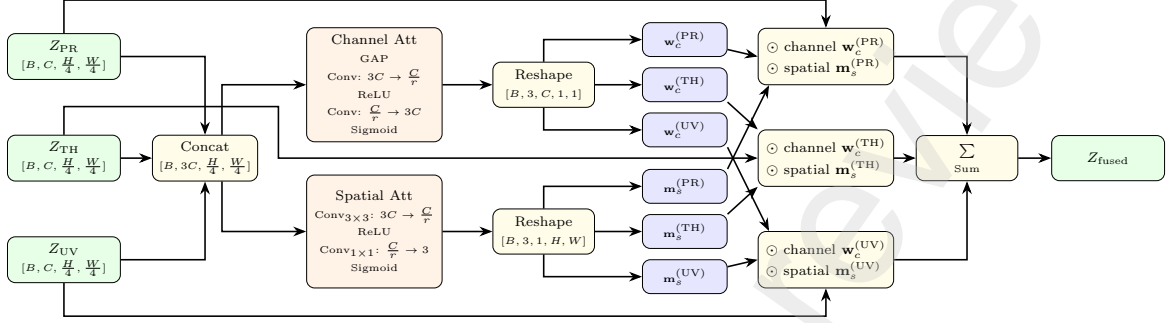 Z_PR
[B, C, H/4, W/4]
Z_TH
[B, C, H/4, W/4]
Z_UV
[B, C, H/4, W/4]
Concat
[B, 3C, H/4, W/4]
Channel Att
GAP
Conv: 3C → C/r
ReLU
Conv: C/r → 3C
Sigmoid
Spatial Att
Conv_3×3: 3C → C/r
ReLU
Conv_1×1: C/r → 3
Sigmoid
Reshape
[B, 3, C, 1, 1]
Reshape
[B, 3, 1, H, W]
w_c^(PR)
w_c^(TH)
w_c^(UV)
m_s^(PR)
m_s^(TH)
m_s^(UV)
⊙ channel w_c^(PR)
⊙ spatial m_s^(PR)
⊙ channel w_c^(TH)
⊙ spatial m_s^(TH)
⊙ channel w_c^(UV)
⊙ spatial m_s^(UV)
∑
Sum
Z_fused